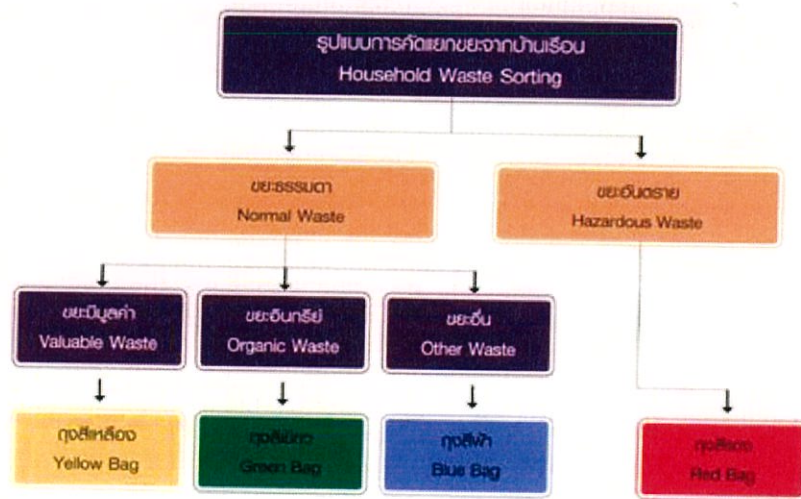 รูปแบบการคัดแยกขยะจากบ้านเรือน
Household Waste Sorting
ขยะธรรมดา
Normal Waste
ขยะอันตราย
Hazardous Waste
ขยะมีมูลค่า
Valuable Waste
ขยะอินทรีย์
Organic Waste
ขยะอื่น
Other Waste
ถุงสีเหลือง
Yellow Bag
ถุงสีเขียว
Green Bag
ถุงสีฟ้า
Blue Bag
ถุงสีแดง
Red Bag